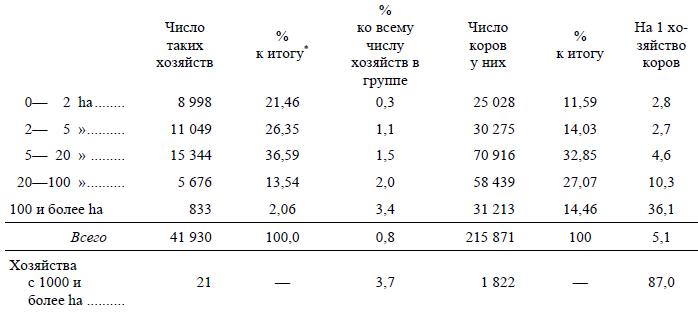 Число таких хозяйств	% к итогу*	% ко всему числу хозяйств в группе	Число коров у них	% к итогу	На 1 хо-зяйство коров
0— 2 ha.........	8 998	21,46	0,3	25 028	11,59	2,8
2— 5 »..........	11 049	26,35	1,1	30 275	14,03	2,7
5— 20 »..........	15 344	36,59	1,5	70 916	32,85	4,6
20—100 »..........	5 676	13,54	2,0	58 439	27,07	10,3
100 и более ha	833	2,06	3,4	31 213	14,46	36,1
Всего	41 930	100,0	0,8	215 871	100	5,1
Хозяйства
с 1000 и	21	—	3,7	1 822	—	87,0
более ha ..........